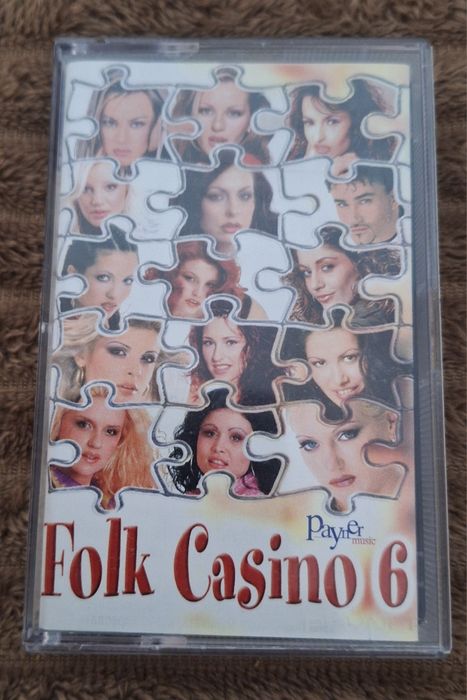 Payner
music
Folk Casino 6